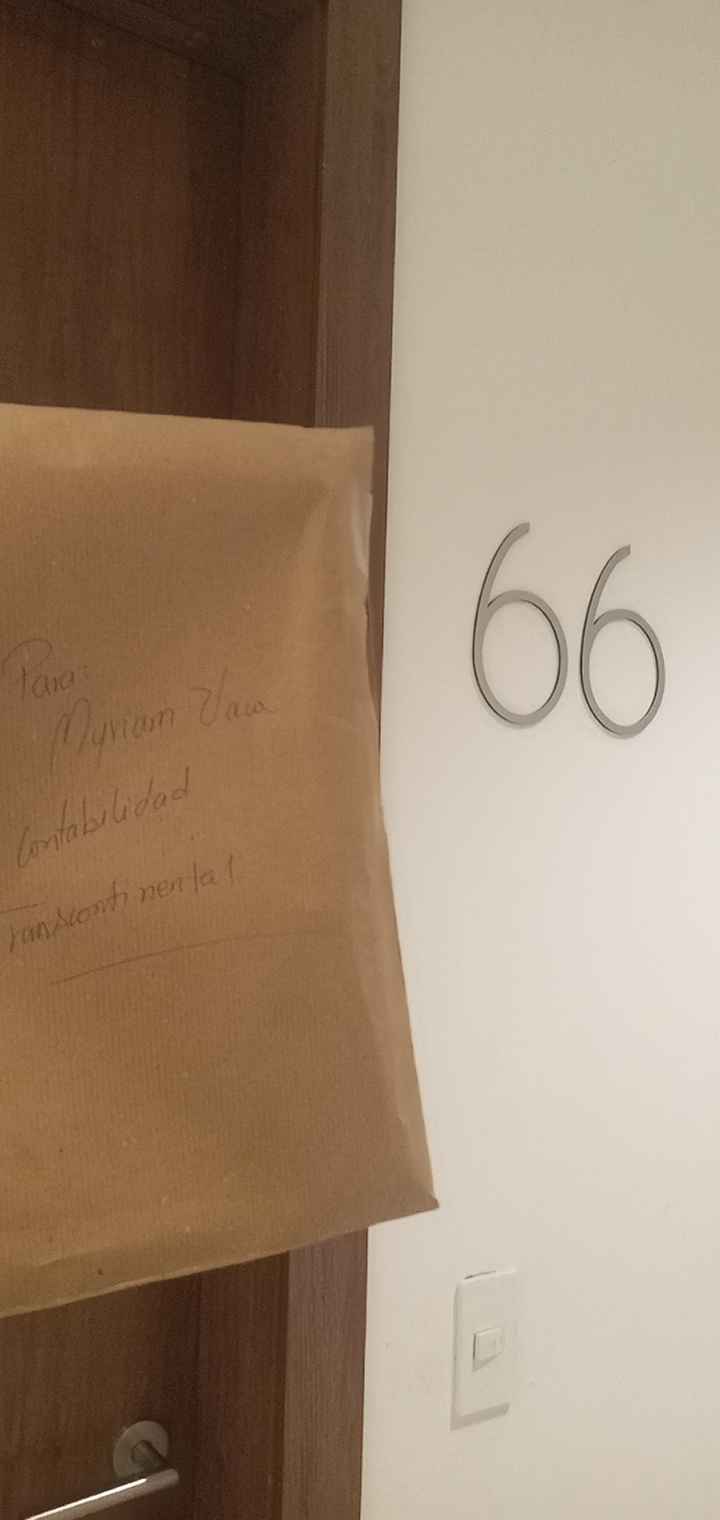 Para:
Myriam Vaca
Contabilidad
Transcontinental
66